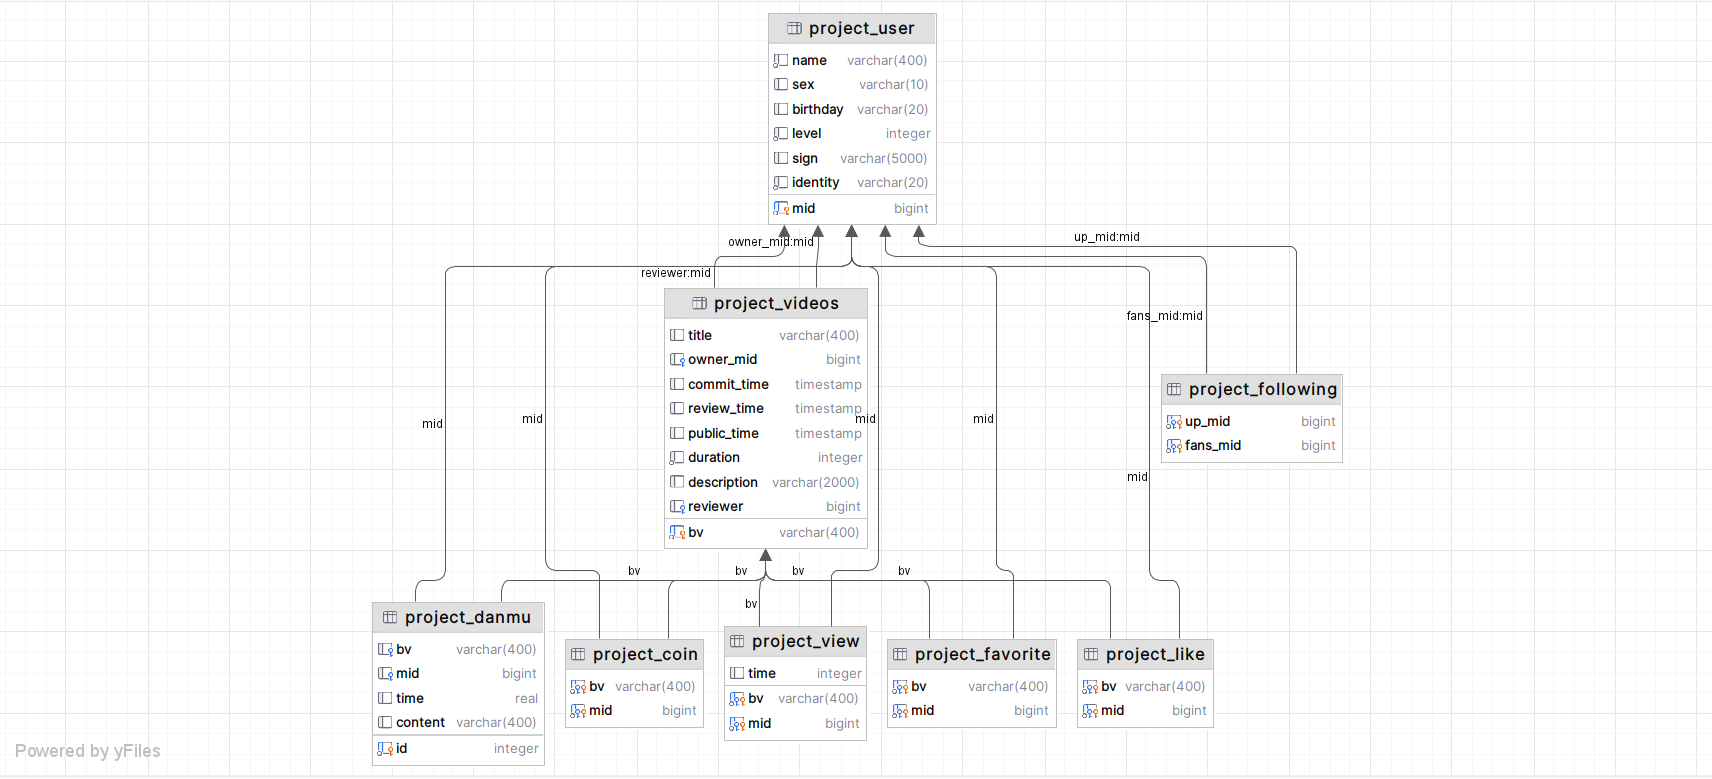 project_user
name varchar(400)
sex varchar(10)
birthday varchar(20)
level integer
sign varchar(5000)
identity varchar(20)
mid bigint
owner_mid:mid
up_mid:mid
reviewer:mid
fans_mid:mid
project_videos
title varchar(400)
owner_mid bigint
commit_time timestamp
review_time timestamp
public_time timestamp
duration integer
description varchar(2000)
reviewer bigint
bv varchar(400)
project_following
up_mid bigint
fans_mid bigint
mid
mid
mid
mid
mid
bv
bv
bv
bv
bv
project_danmu
bv varchar(400)
mid bigint
time real
content varchar(400)
id integer
project_coin
bv varchar(400)
mid bigint
project_view
time integer
bv varchar(400)
mid bigint
project_favorite
bv varchar(400)
mid bigint
project_like
bv varchar(400)
mid bigint
Powered by yFiles